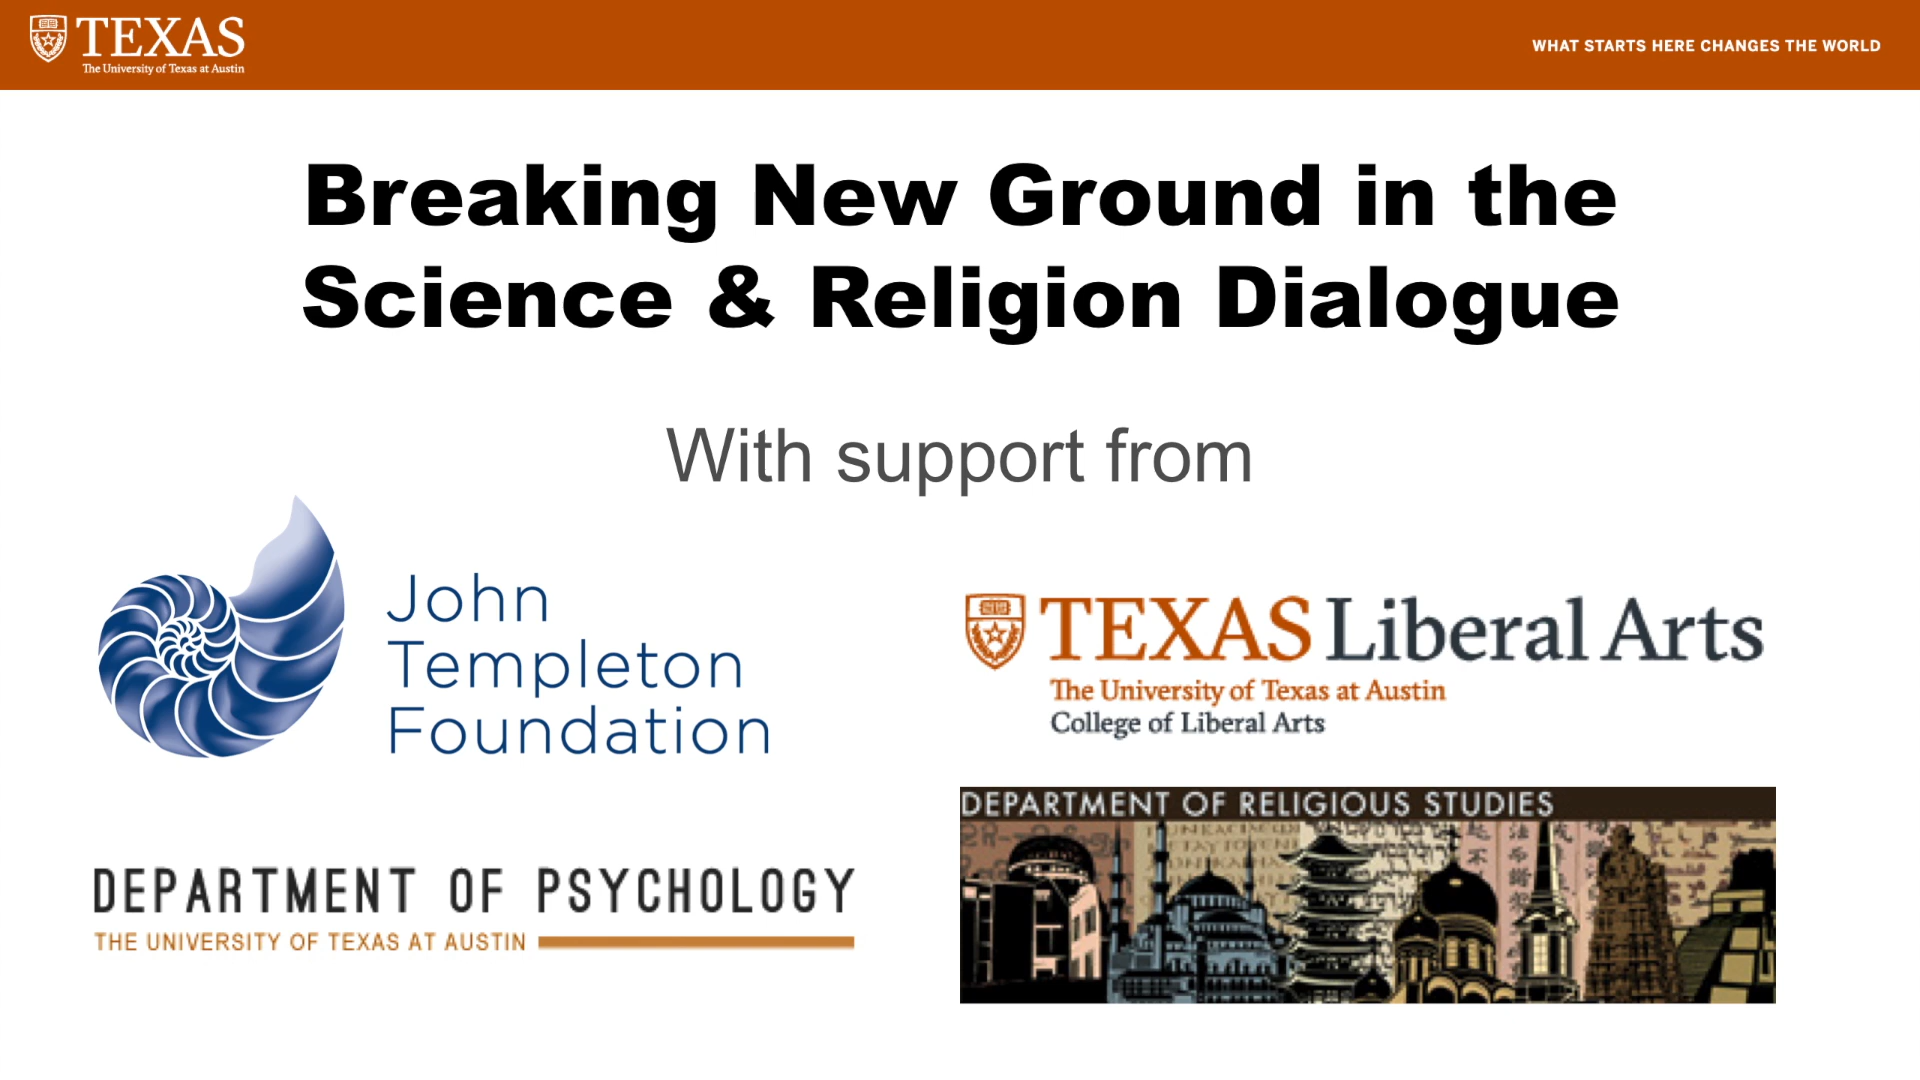 TEXAS
The University of Texas at Austin
WHAT STARTS HERE CHANGES THE WORLD
Breaking New Ground in the
Science & Religion Dialogue
With support from
John
Templeton
Foundation
TEXAS Liberal Arts
The University of Texas at Austin
College of Liberal Arts
DEPARTMENT OF PSYCHOLOGY
THE UNIVERSITY OF TEXAS AT AUSTIN
DEPARTMENT OF RELIGIOUS STUDIES